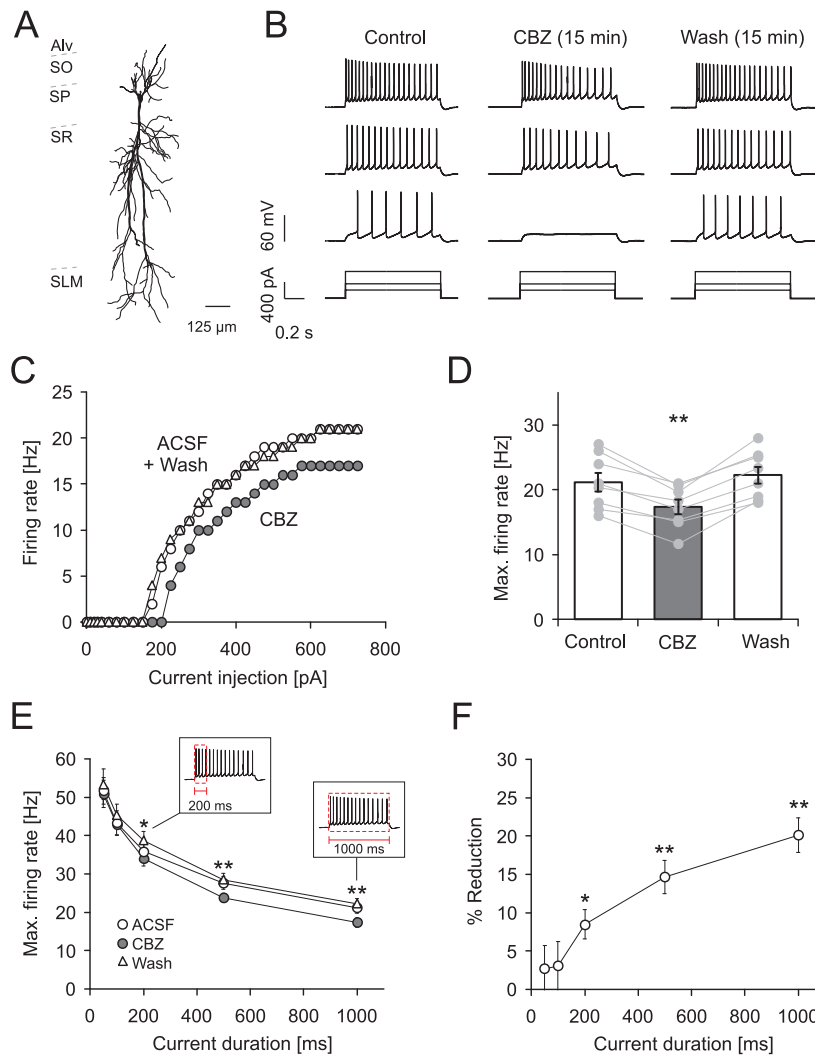 A
Alv
SO
SP
SR
SLM
125 µm
B
Control
CBZ (15 min)
Wash (15 min)
60 mV
400 pA
0.2 s
C
Firing rate [Hz]
25
20
15
10
5
0
ACSF
+ Wash
CBZ
0 200 400 600 800
Current injection [pA]
D
Max. firing rate [Hz]
30
20
10
0
**
Control CBZ Wash
E
Max. firing rate [Hz]
60
50
40
30
20
10
0
200 ms
1000 ms
*
**
**
ACSF
CBZ
Wash
0 200 400 600 800 1000
Current duration [ms]
F
% Reduction
30
25
20
15
10
5
0
*
**
**
0 200 400 600 800 1000
Current duration [ms]